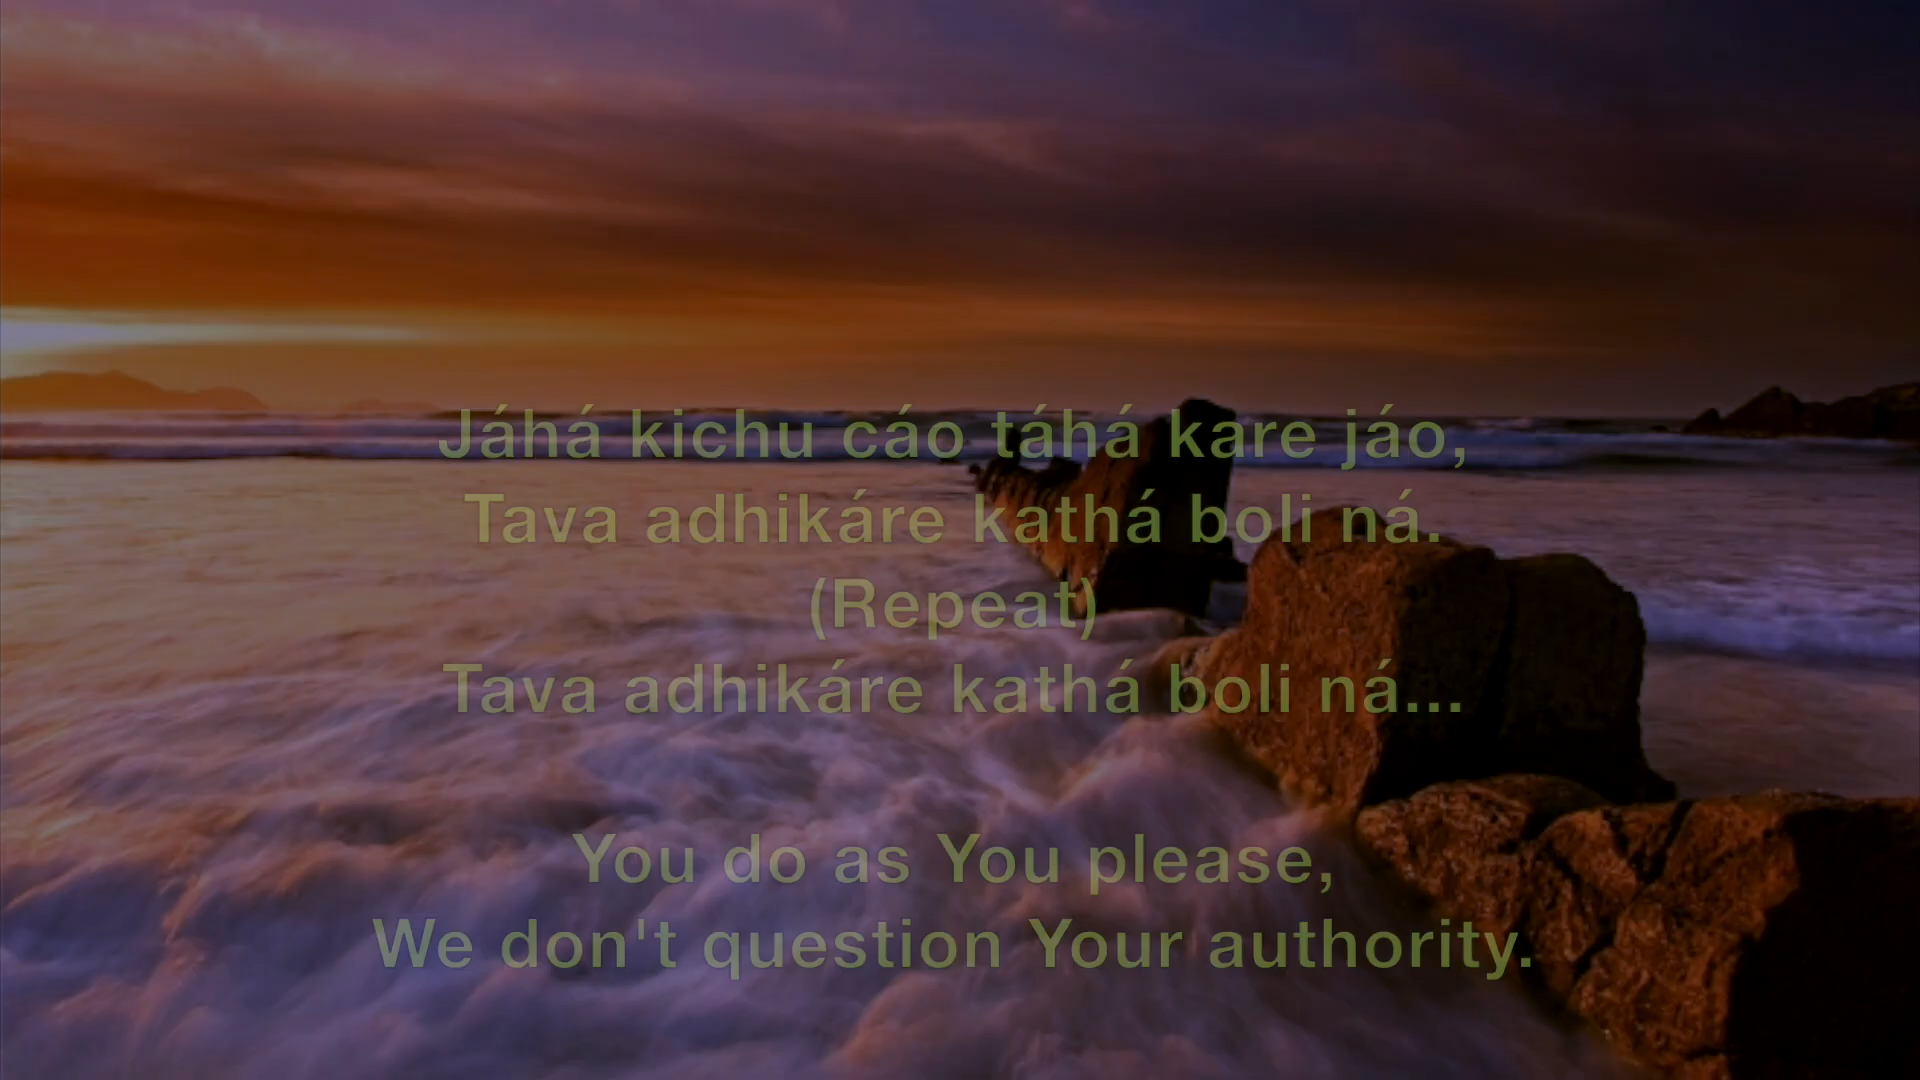 Jáhá kichu cáo táhá kare jáo,
Tava adhikáre kathá boli ná.
(Repeat)
Tava adhikáre kathá boli ná...
You do as You please,
We don't question Your authority.